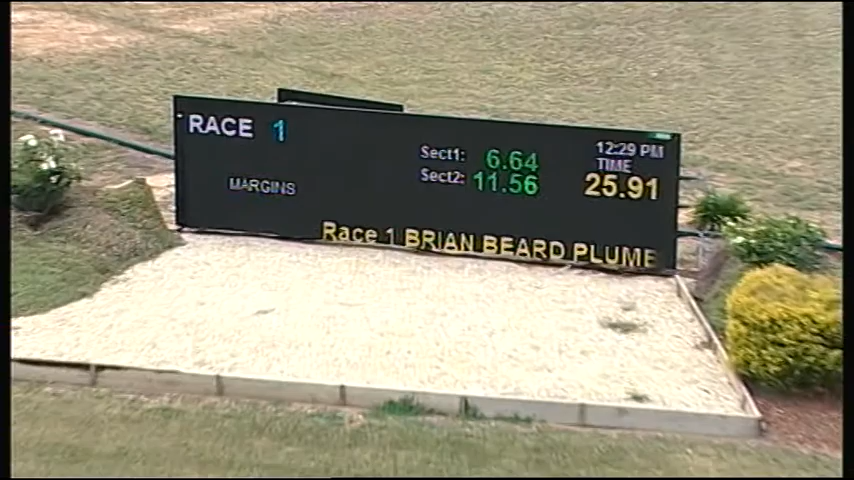 RACE 1
12:29 PM
Sect1: 6.64
TIME
Sect2: 11.56
25.91
MARGINS
Race 1 BRIAN BEARD PLUME